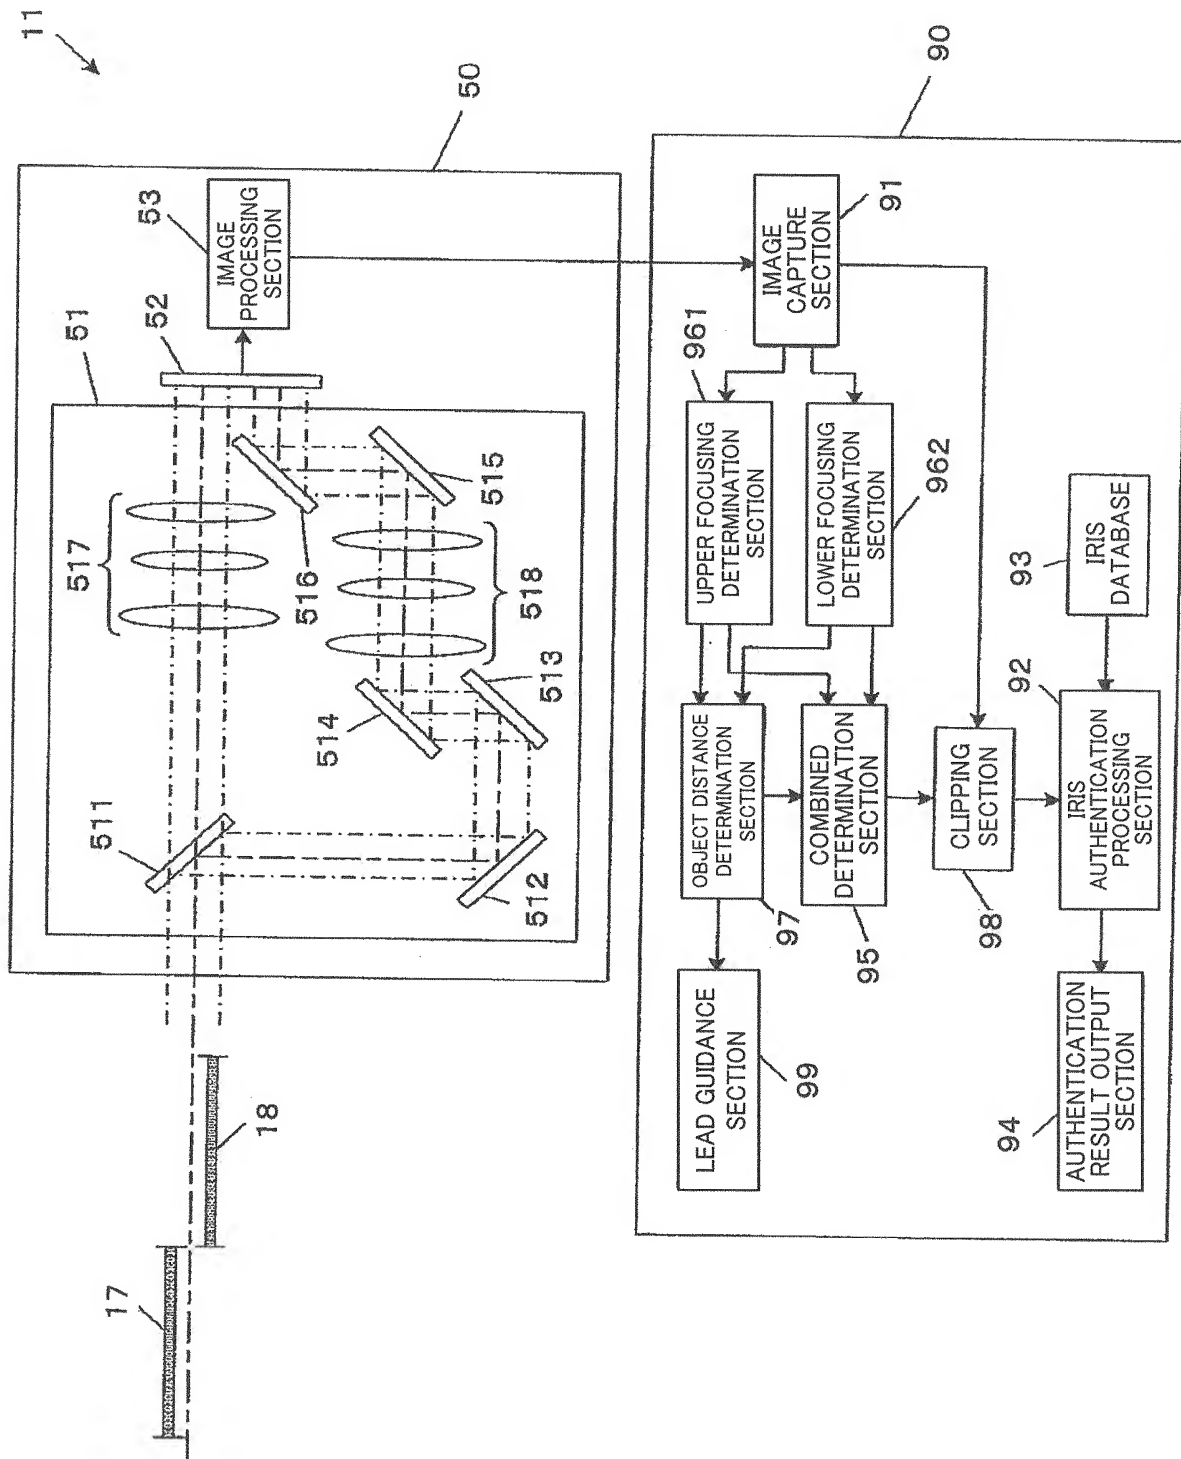 11
50
53
IMAGE
PROCESSING
SECTION
52
51
517
516
515
518
514
513
511
512
18
17
90
IMAGE
CAPTURE
SECTION
91
961
UPPER FOCUSING
DETERMINATION
SECTION
LOWER FOCUSING
DETERMINATION
SECTION
962
93
IRIS
DATABASE
OBJECT DISTANCE
DETERMINATION
SECTION
97
COMBINED
DETERMINATION
SECTION
95
CLIPPING
SECTION
98
92
IRIS
AUTHENTICATION
PROCESSING
SECTION
LEAD GUIDANCE
SECTION
99
94
AUTHENTICATION
RESULT OUTPUT
SECTION